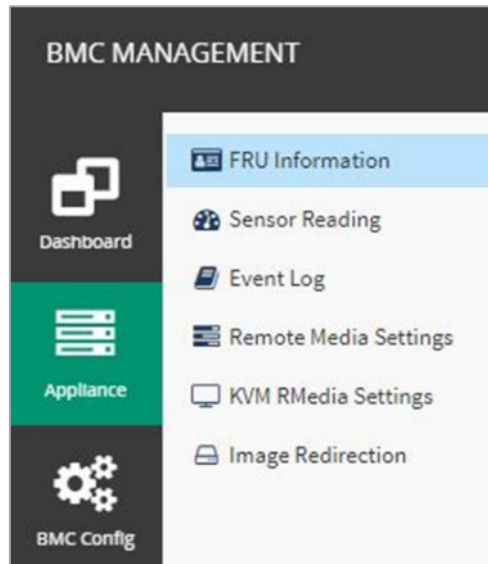 BMC MANAGEMENT
Dashboard
Appliance
BMC Config
FRU Information
Sensor Reading
Event Log
Remote Media Settings
KVM RMedia Settings
Image Redirection